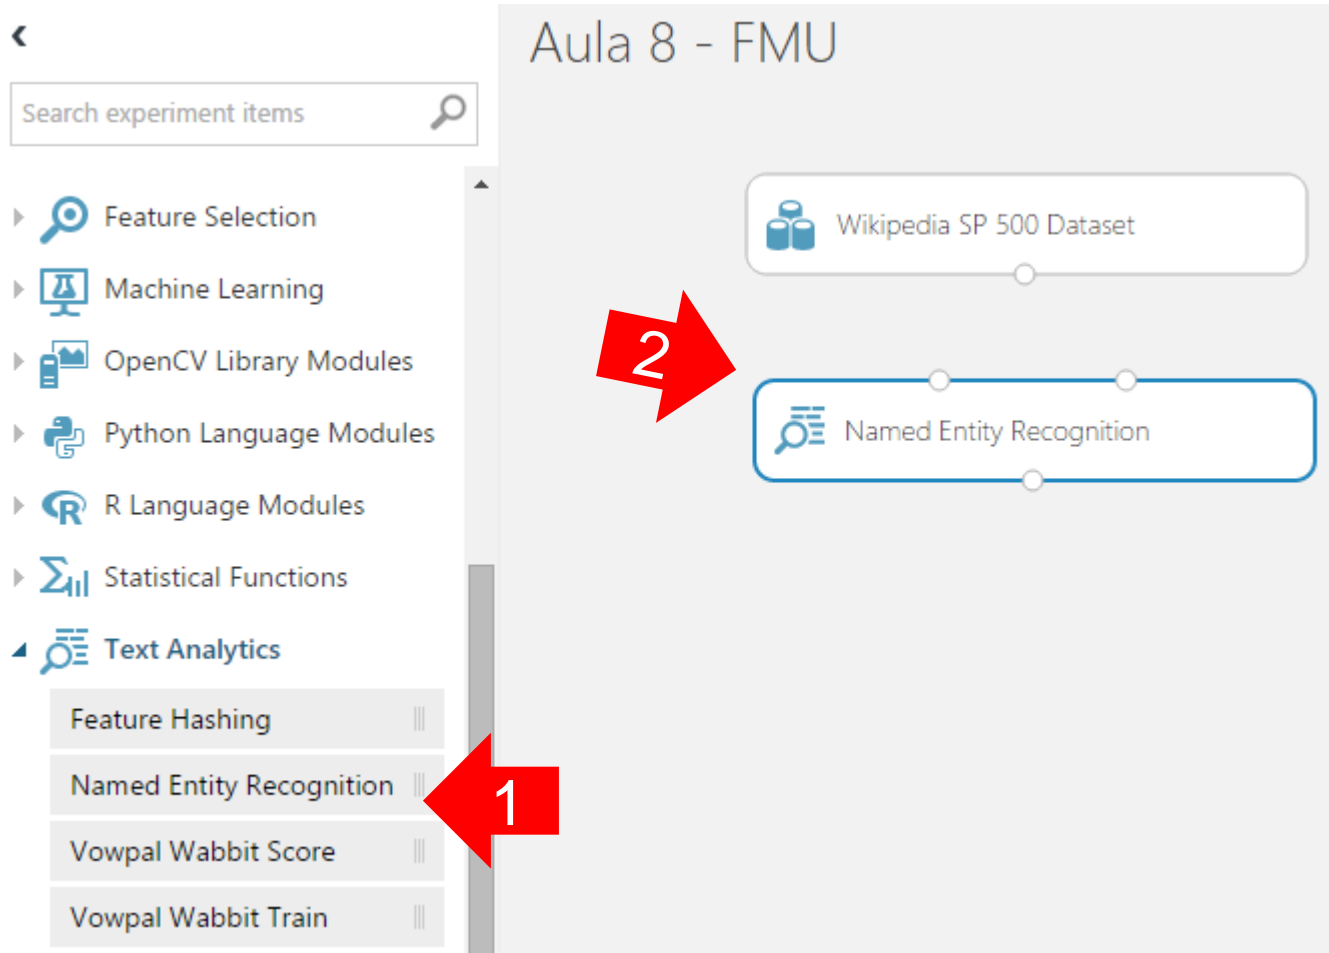 Aula 8 - FMU
Search experiment items
Feature Selection
Machine Learning
OpenCV Library Modules
Python Language Modules
R Language Modules
Statistical Functions
Text Analytics
Feature Hashing
Named Entity Recognition
Vowpal Wabbit Score
Vowpal Wabbit Train
1
Wikipedia SP 500 Dataset
2
Named Entity Recognition